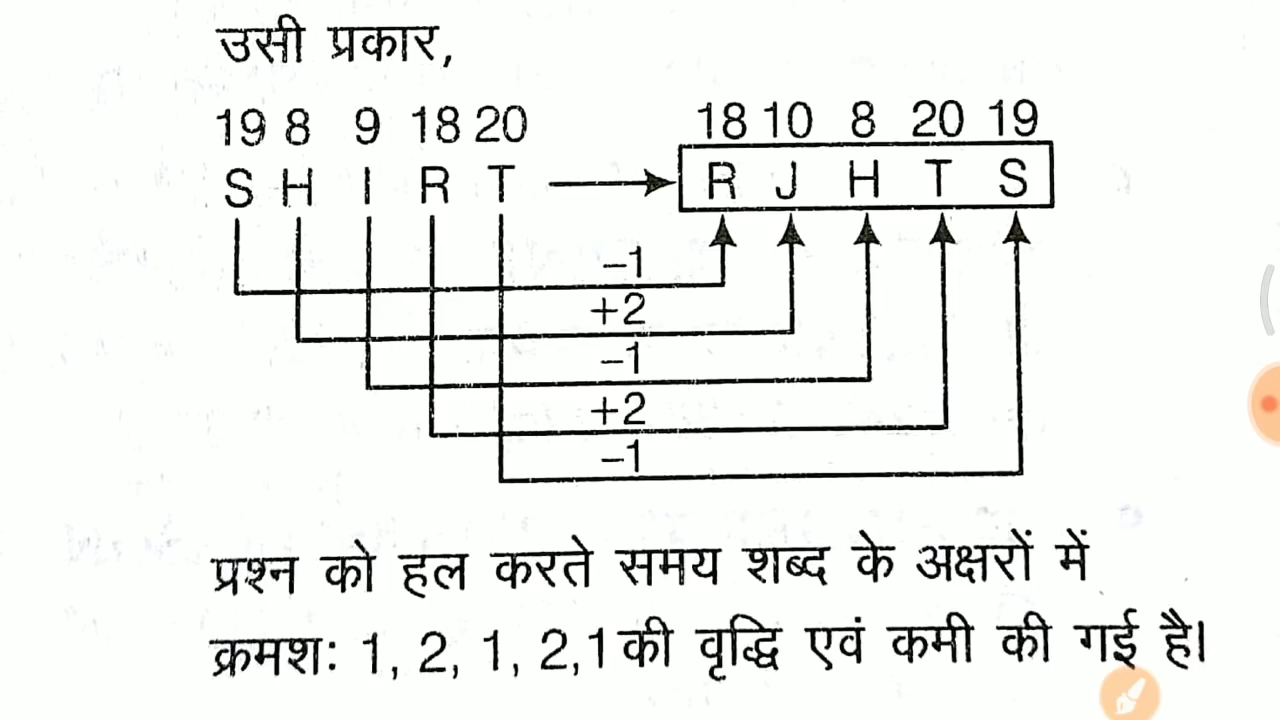 उसी प्रकार,
19 8 9 18 20 18 10 8 20 19
S H I R T R J H T S
–1
+2
–1
+2
–1
प्रश्न को हल करते समय शब्द के अक्षरों में
क्रमश: 1, 2, 1, 2,1 की वृद्धि एवं कमी की गई है।